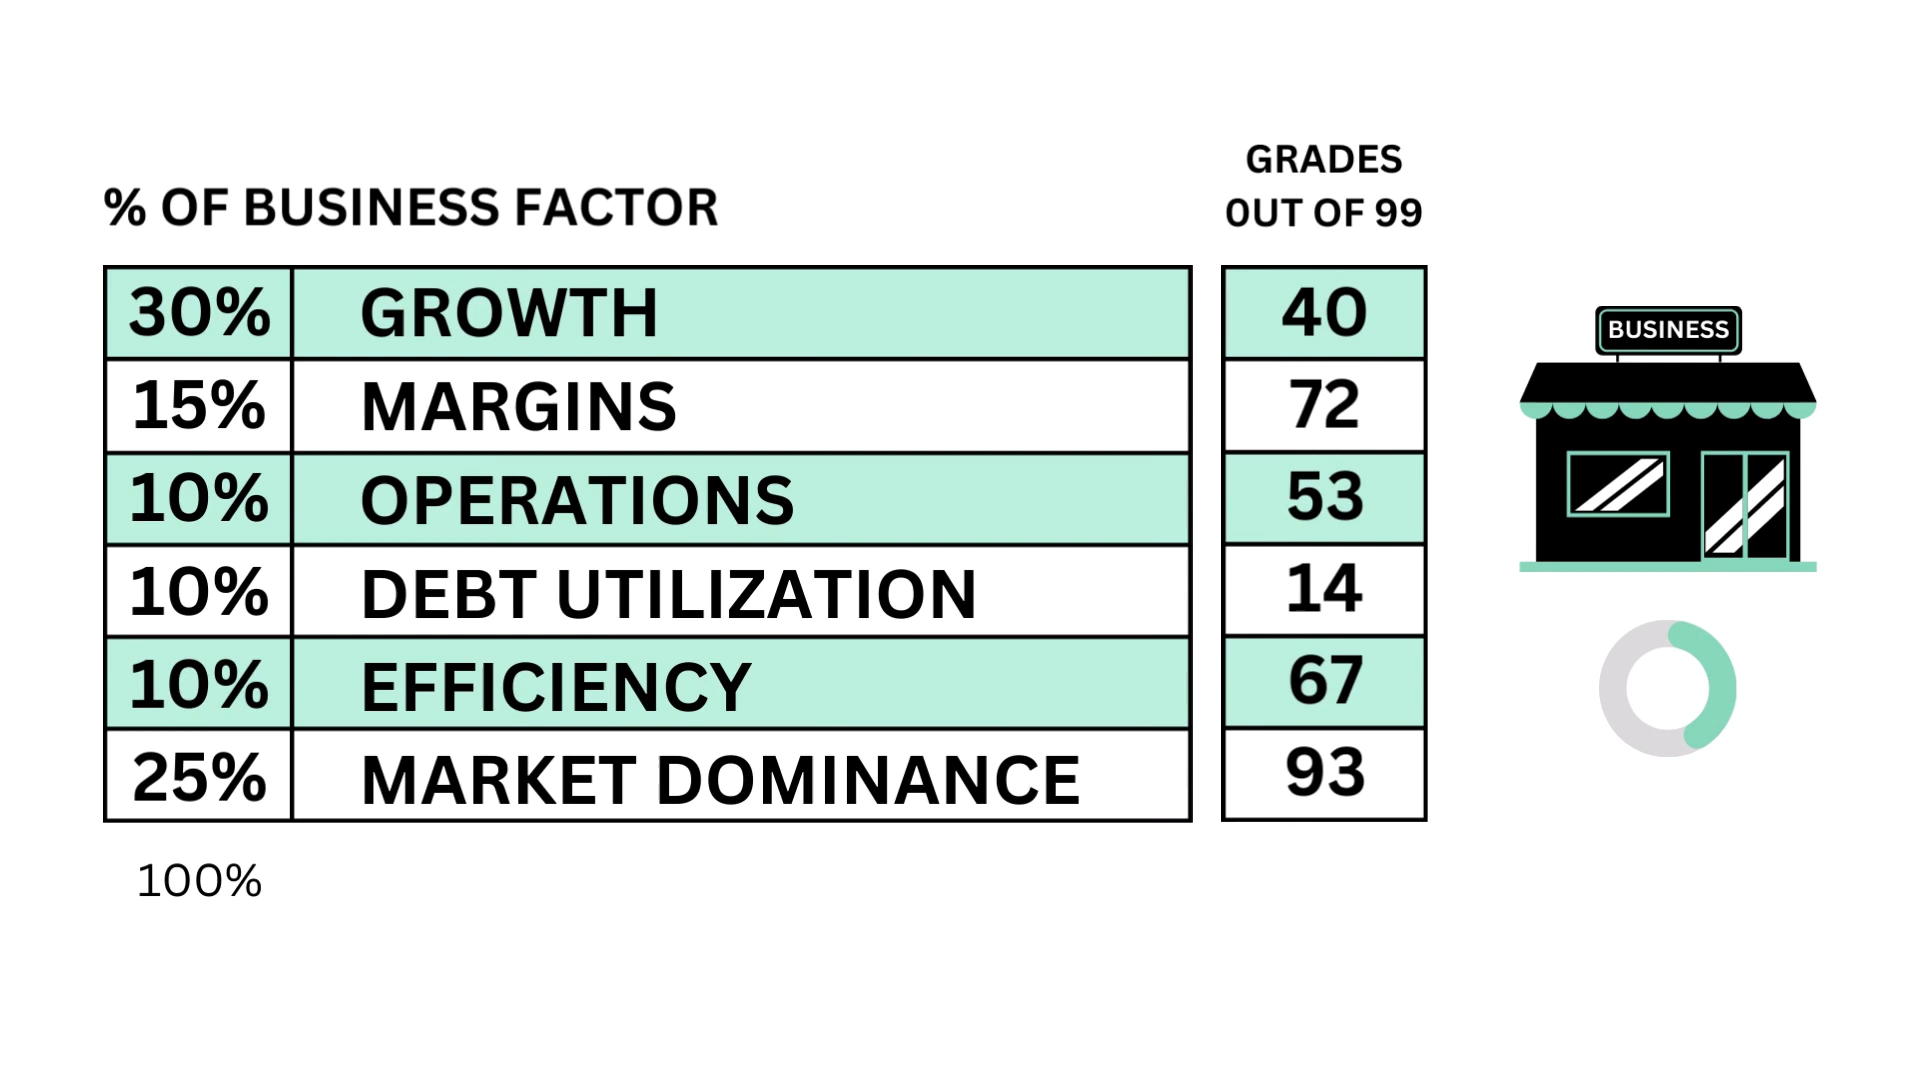 GRADES
% OF BUSINESS FACTOR 0UT OF 99
30% GROWTH 40
BUSINESS
15% MARGINS 72
10% OPERATIONS 53
10% DEBT UTILIZATION 14
10% EFFICIENCY 67
25% MARKET DOMINANCE 93
100%